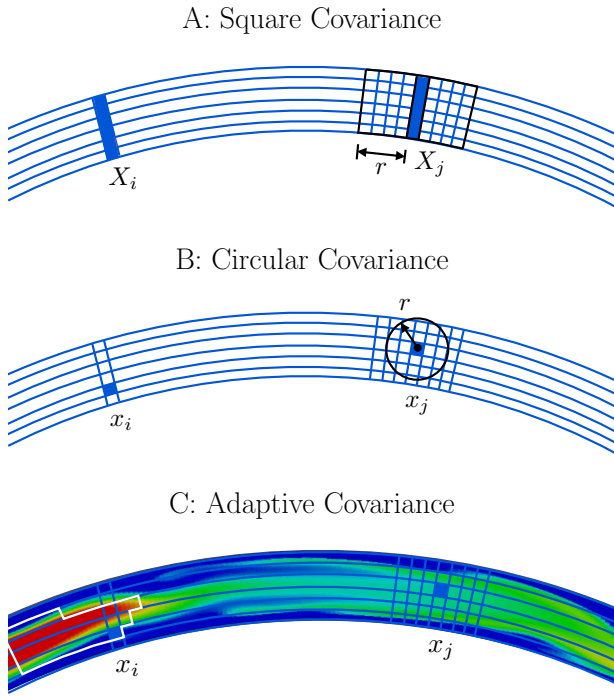 A: Square Covariance
X_i
X_j
r
B: Circular Covariance
r
x_i
x_j
C: Adaptive Covariance
x_i
x_j